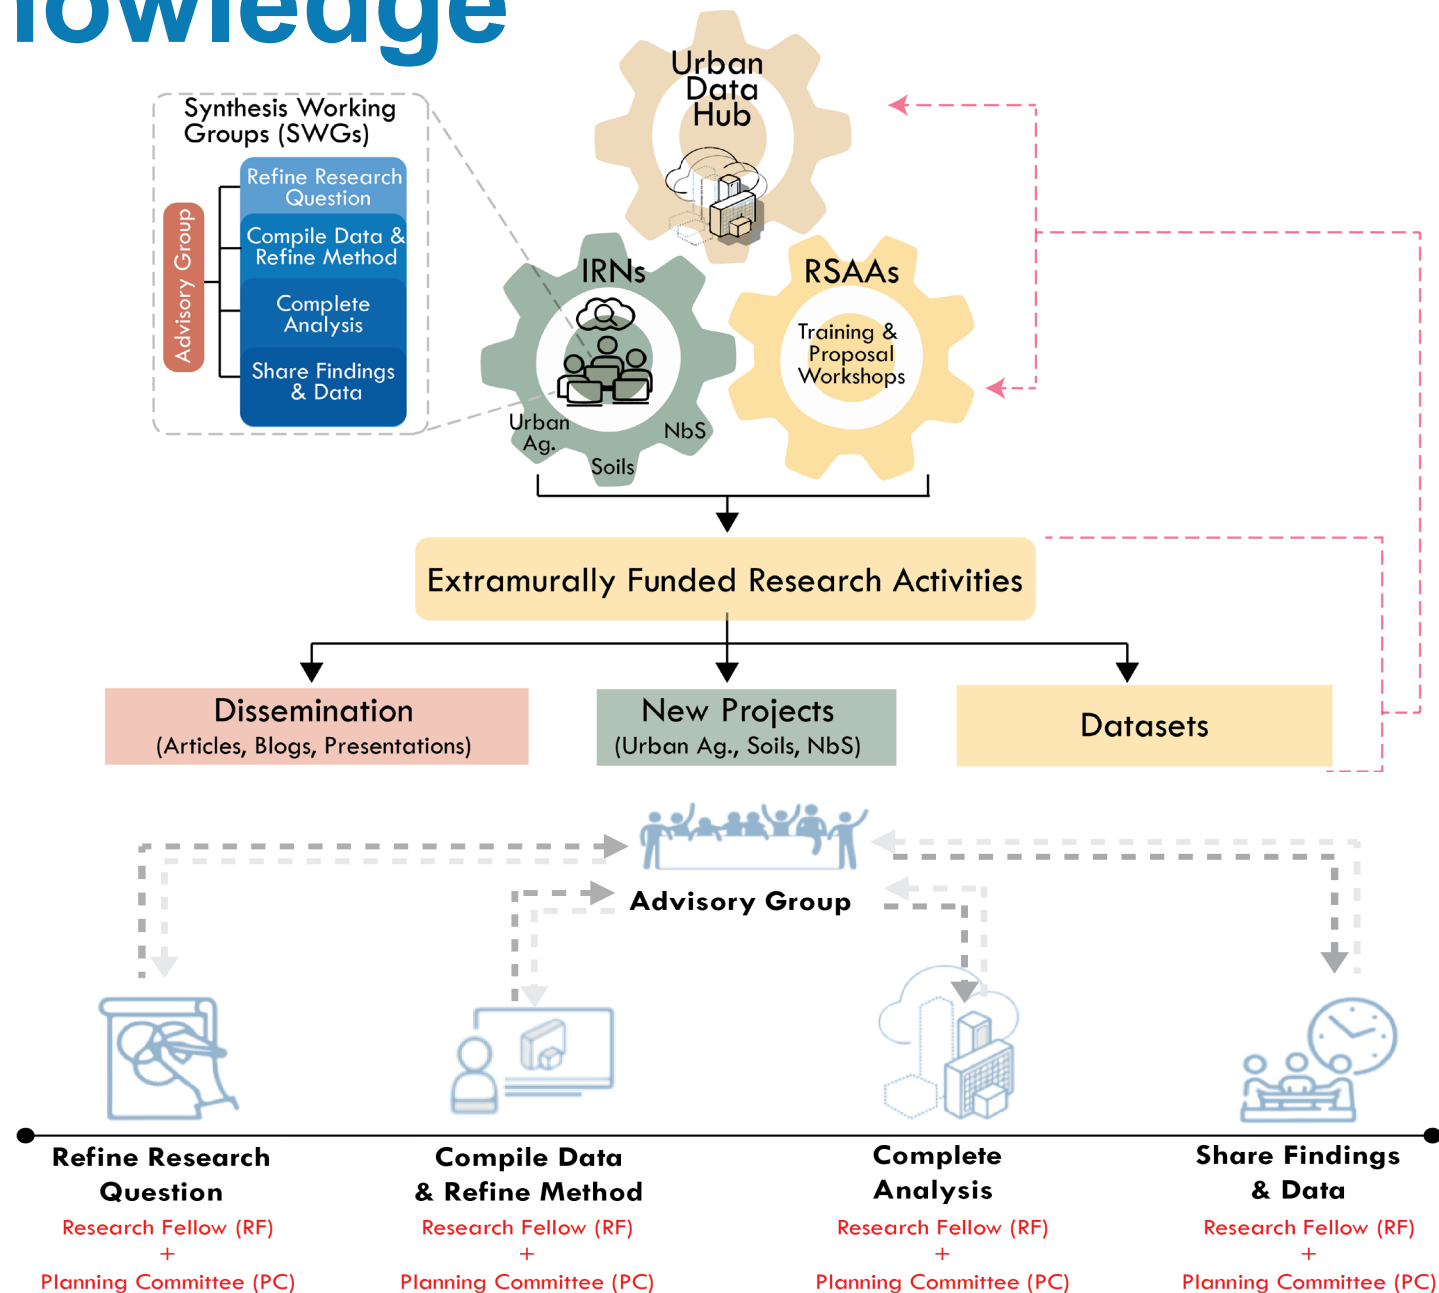 nowledge
Urban
Data
Hub
Synthesis Working
Groups (SWGs)
Advisory Group
Refine Research
Question
Compile Data &
Refine Method
Complete
Analysis
Share Findings
& Data
IRNs
Urban
Ag.
Soils
NbS
RSAAs
Training &
Proposal
Workshops
Extramurally Funded Research Activities
Dissemination
(Articles, Blogs, Presentations)
New Projects
(Urban Ag., Soils, NbS)
Datasets
Advisory Group
Refine Research
Question
Research Fellow (RF)
+
Planning Committee (PC)
Compile Data
& Refine Method
Research Fellow (RF)
+
Planning Committee (PC)
Complete
Analysis
Research Fellow (RF)
+
Planning Committee (PC)
Share Findings
& Data
Research Fellow (RF)
+
Planning Committee (PC)